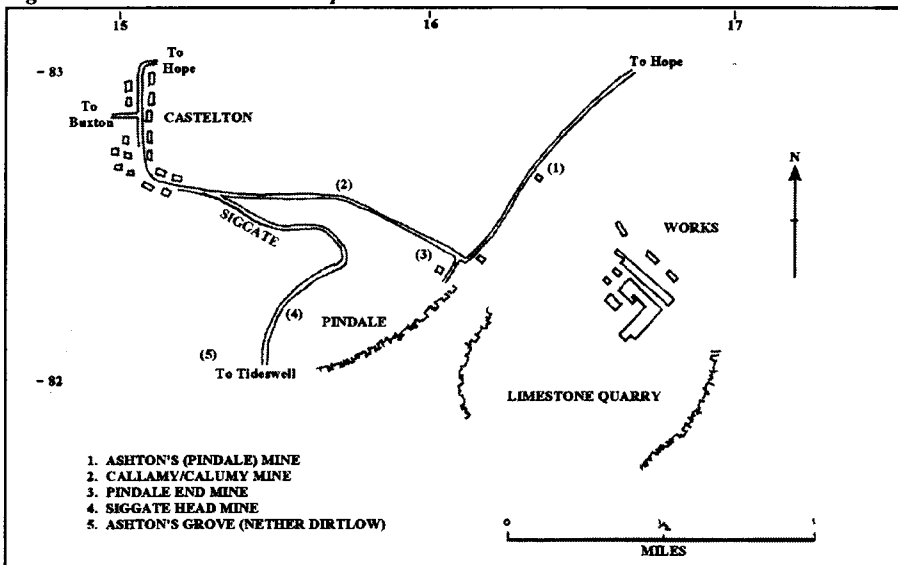 15 16 17
- 83
To Hope
To Hope
To Buxton
CASTELTON
(1)
N
(2)
SIGGATE
WORKS
(3)
(4)
PINDALE
(5)
To Tideswell
- 82
LIMESTONE QUARRY
1. ASHTON'S (PINDALE) MINE
2. CALLAMY/CALUMY MINE
3. PINDALE END MINE
4. SIGGATE HEAD MINE
5. ASHTON'S GROVE (NETHER DIRTLOW)
0 ½ 1
MILES